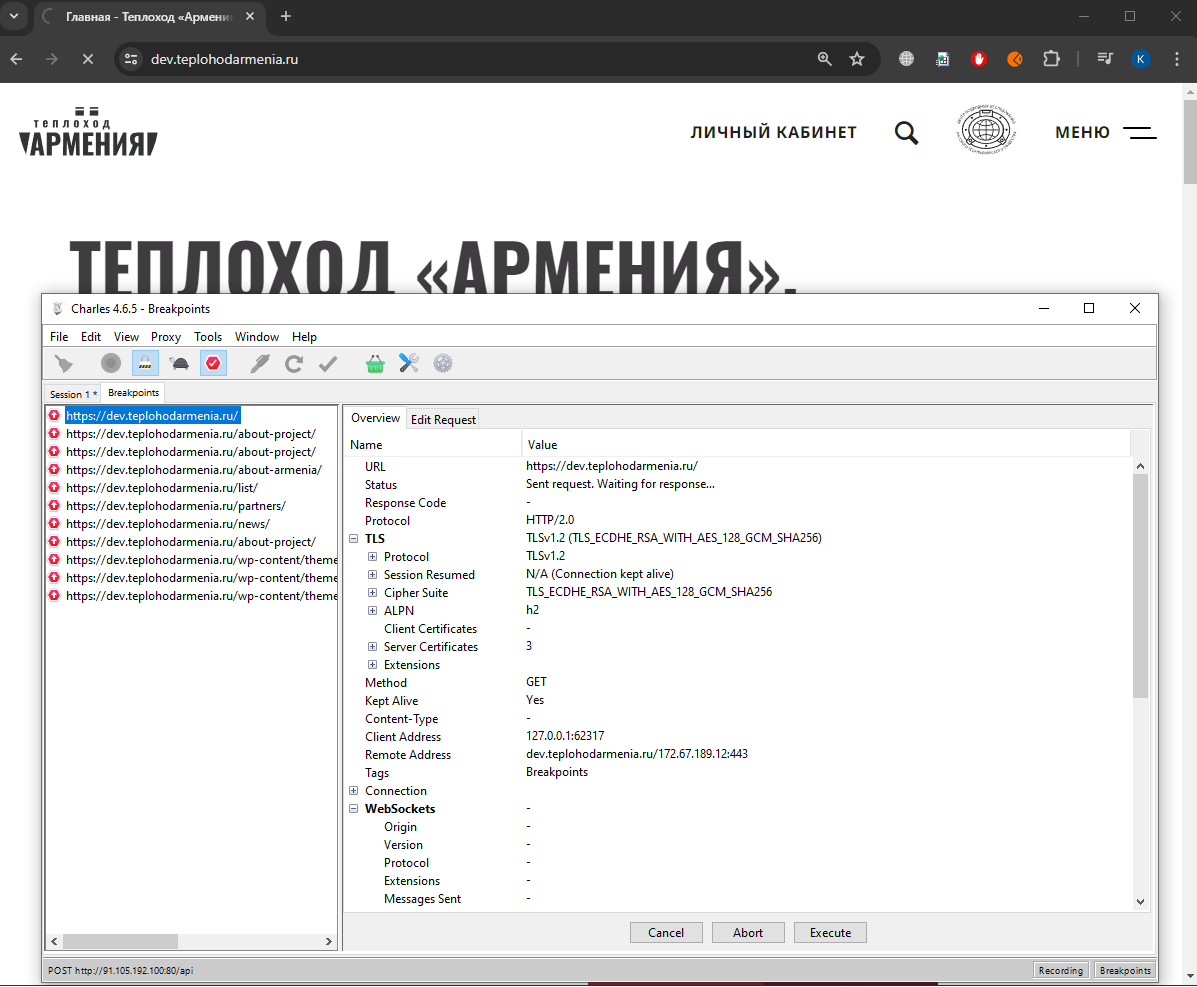 Главная - Теплоход «Армени
dev.teplohodarmenia.ru
K
теплоход
АРМЕНИЯ
ЛИЧНЫЙ КАБИНЕТ
МЕНЮ
ТЕПЛОХОД «АРМЕНИЯ».
Charles 4.6.5 - Breakpoints
File Edit View Proxy Tools Window Help
Session 1 * Breakpoints
https://dev.teplohodarmenia.ru/
https://dev.teplohodarmenia.ru/about-project/
https://dev.teplohodarmenia.ru/about-project/
https://dev.teplohodarmenia.ru/about-armenia/
https://dev.teplohodarmenia.ru/list/
https://dev.teplohodarmenia.ru/partners/
https://dev.teplohodarmenia.ru/news/
https://dev.teplohodarmenia.ru/about-project/
https://dev.teplohodarmenia.ru/wp-content/theme
https://dev.teplohodarmenia.ru/wp-content/theme
https://dev.teplohodarmenia.ru/wp-content/theme
Overview Edit Request
Name Value
URL https://dev.teplohodarmenia.ru/
Status Sent request. Waiting for response...
Response Code -
Protocol HTTP/2.0
TLS TLSv1.2 (TLS_ECDHE_RSA_WITH_AES_128_GCM_SHA256)
Protocol TLSv1.2
Session Resumed N/A (Connection kept alive)
Cipher Suite TLS_ECDHE_RSA_WITH_AES_128_GCM_SHA256
ALPN h2
Client Certificates -
Server Certificates 3
Extensions
Method GET
Kept Alive Yes
Content-Type -
Client Address 127.0.0.1:62317
Remote Address dev.teplohodarmenia.ru/172.67.189.12:443
Tags Breakpoints
Connection
WebSockets -
Origin -
Version -
Protocol -
Extensions -
Messages Sent -
Cancel Abort Execute
POST http://91.105.192.100:80/api
Recording Breakpoints